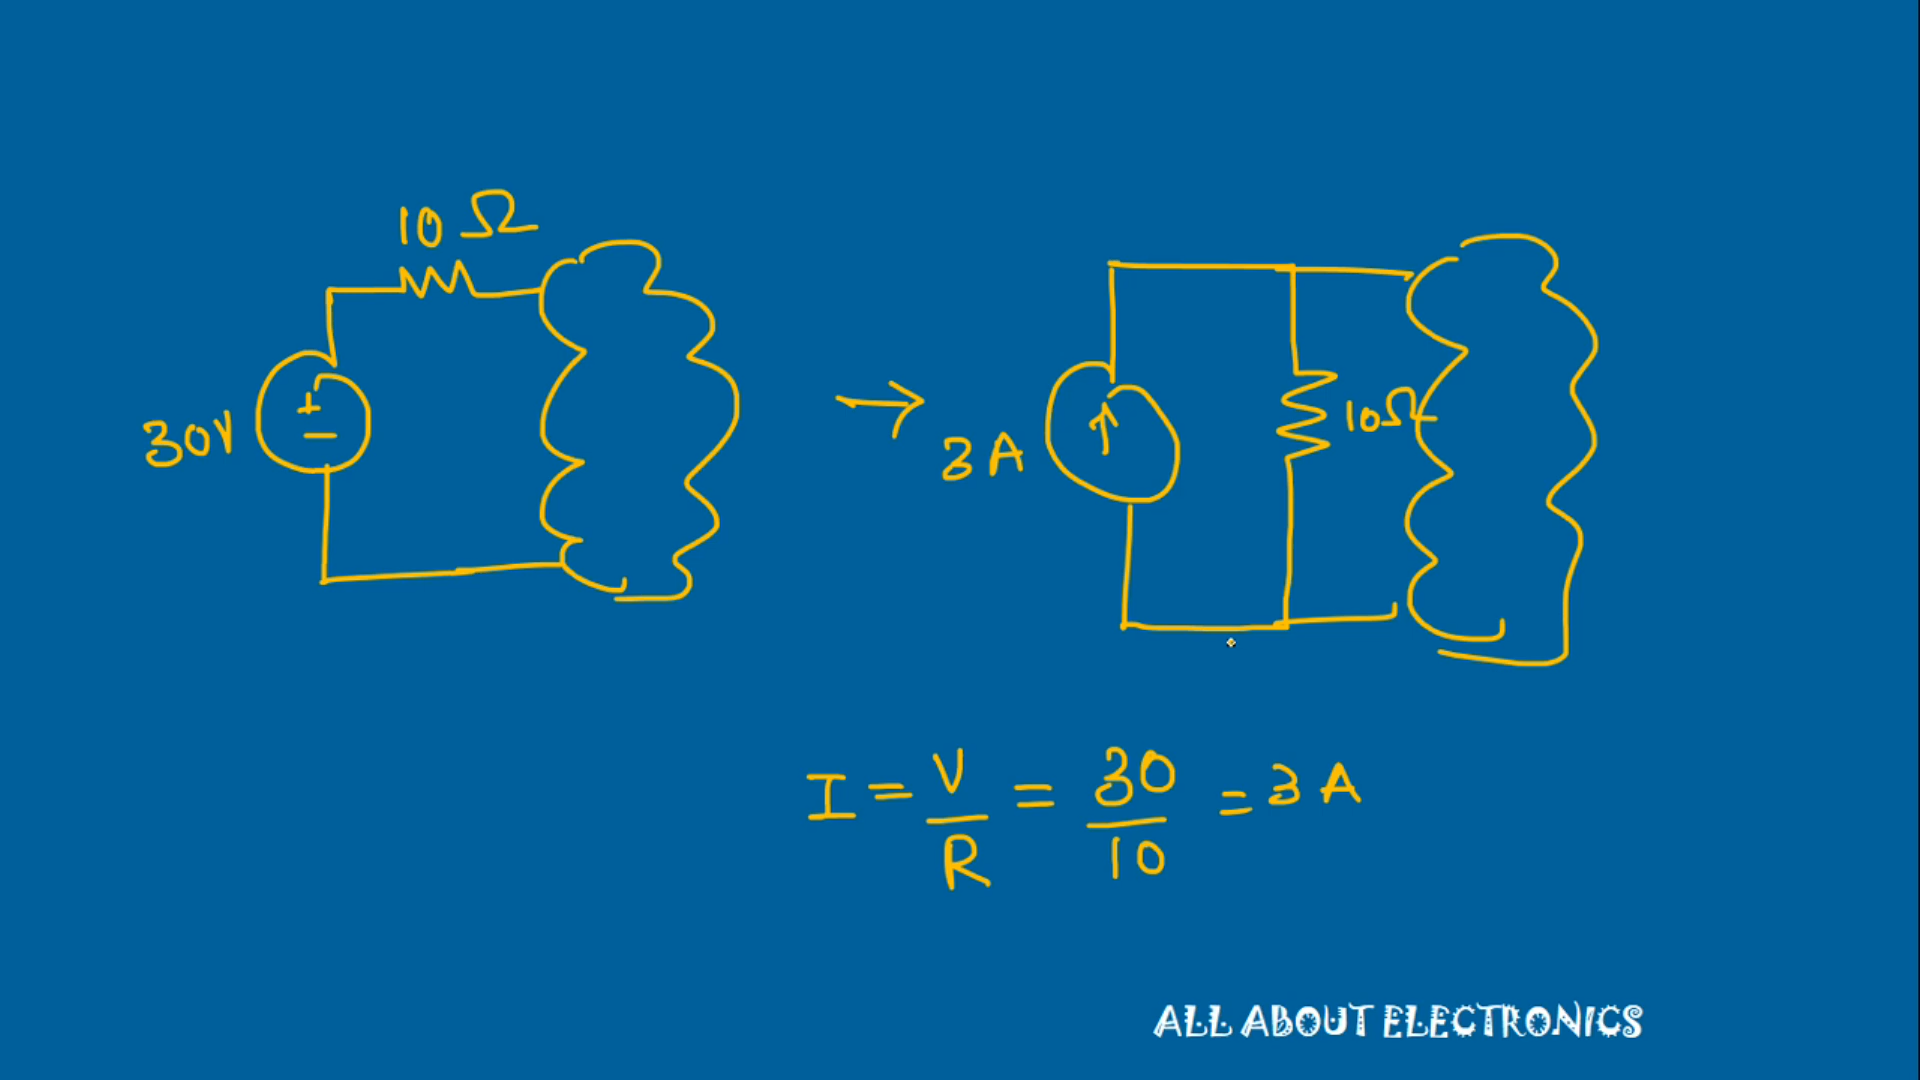 10 Ω
30V
+
−
→
3 A
10Ω
I = V/R = 30/10 = 3 A
ALL ABOUT ELECTRONICS